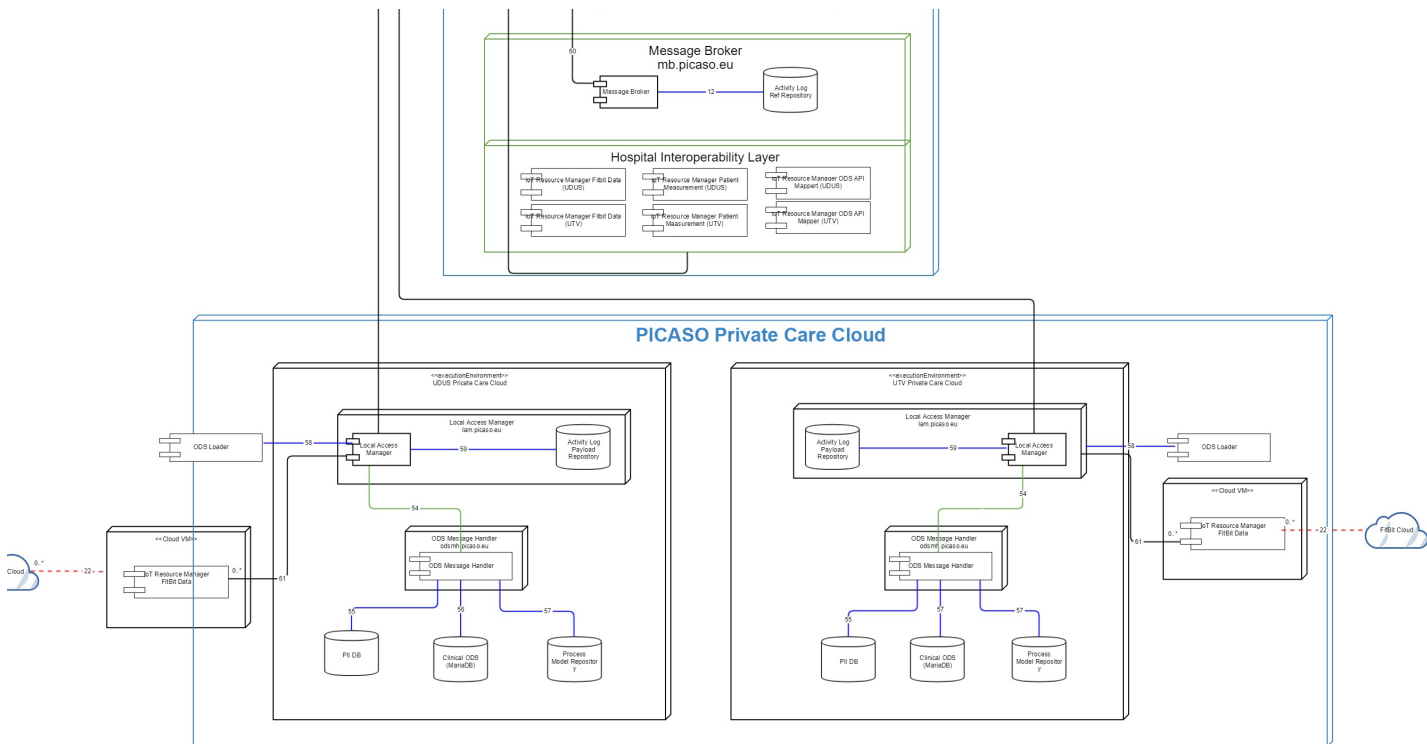 60
Message Broker
mb.picaso.eu
Message Broker
12
Activity Log
Ref Repository
Hospital Interoperability Layer
IoT Resource Manager Fitbit Data
(UDUS)
IoT Resource Manager Patient
Measurement (UDUS)
IoT Resource Manager ODS API
Mappert (UDUS)
IoT Resource Manager Fitbit Data
(UTV)
IoT Resource Manager Patient
Maasurement (UTV)
IoT Resource Manager ODS API
Mapper (UTV)
PICASO Private Care Cloud
<<executionEnvironment>>
UDUS Pricate Care Cloud
Local Access Manager
lam.picaso.eu
Local Access
Manager
59
Activity Log
Payload
Repository
ODS Loader
58
54
ODS Message Handler
odsmh.picaso.eu
ODS Message Handler
55
56
57
PII DB
Clinical ODS
(MariaDB)
Process
Model Repositor
y
<<Cloud VM>>
IoT Resource Manager
FitBit Data
0..*
61
Cloud
0..*
22
<<executionEnvironment>>
UTV Private Care Cloud
Local Access Manager
lam.picaso.eu
Activity Log
Payload
Repository
59
Local Access
Manager
58
ODS Loader
54
ODS Message Handler
odsmh.picaso.eu
ODS Message Handler
55
57
57
PII DB
Clinical ODS
(MariaDB)
Process
Model Repositor
y
<<Cloud VM>>
0..*
IoT Resource Manager
FitBit Data
0..*
61
22
FitBit Cloud